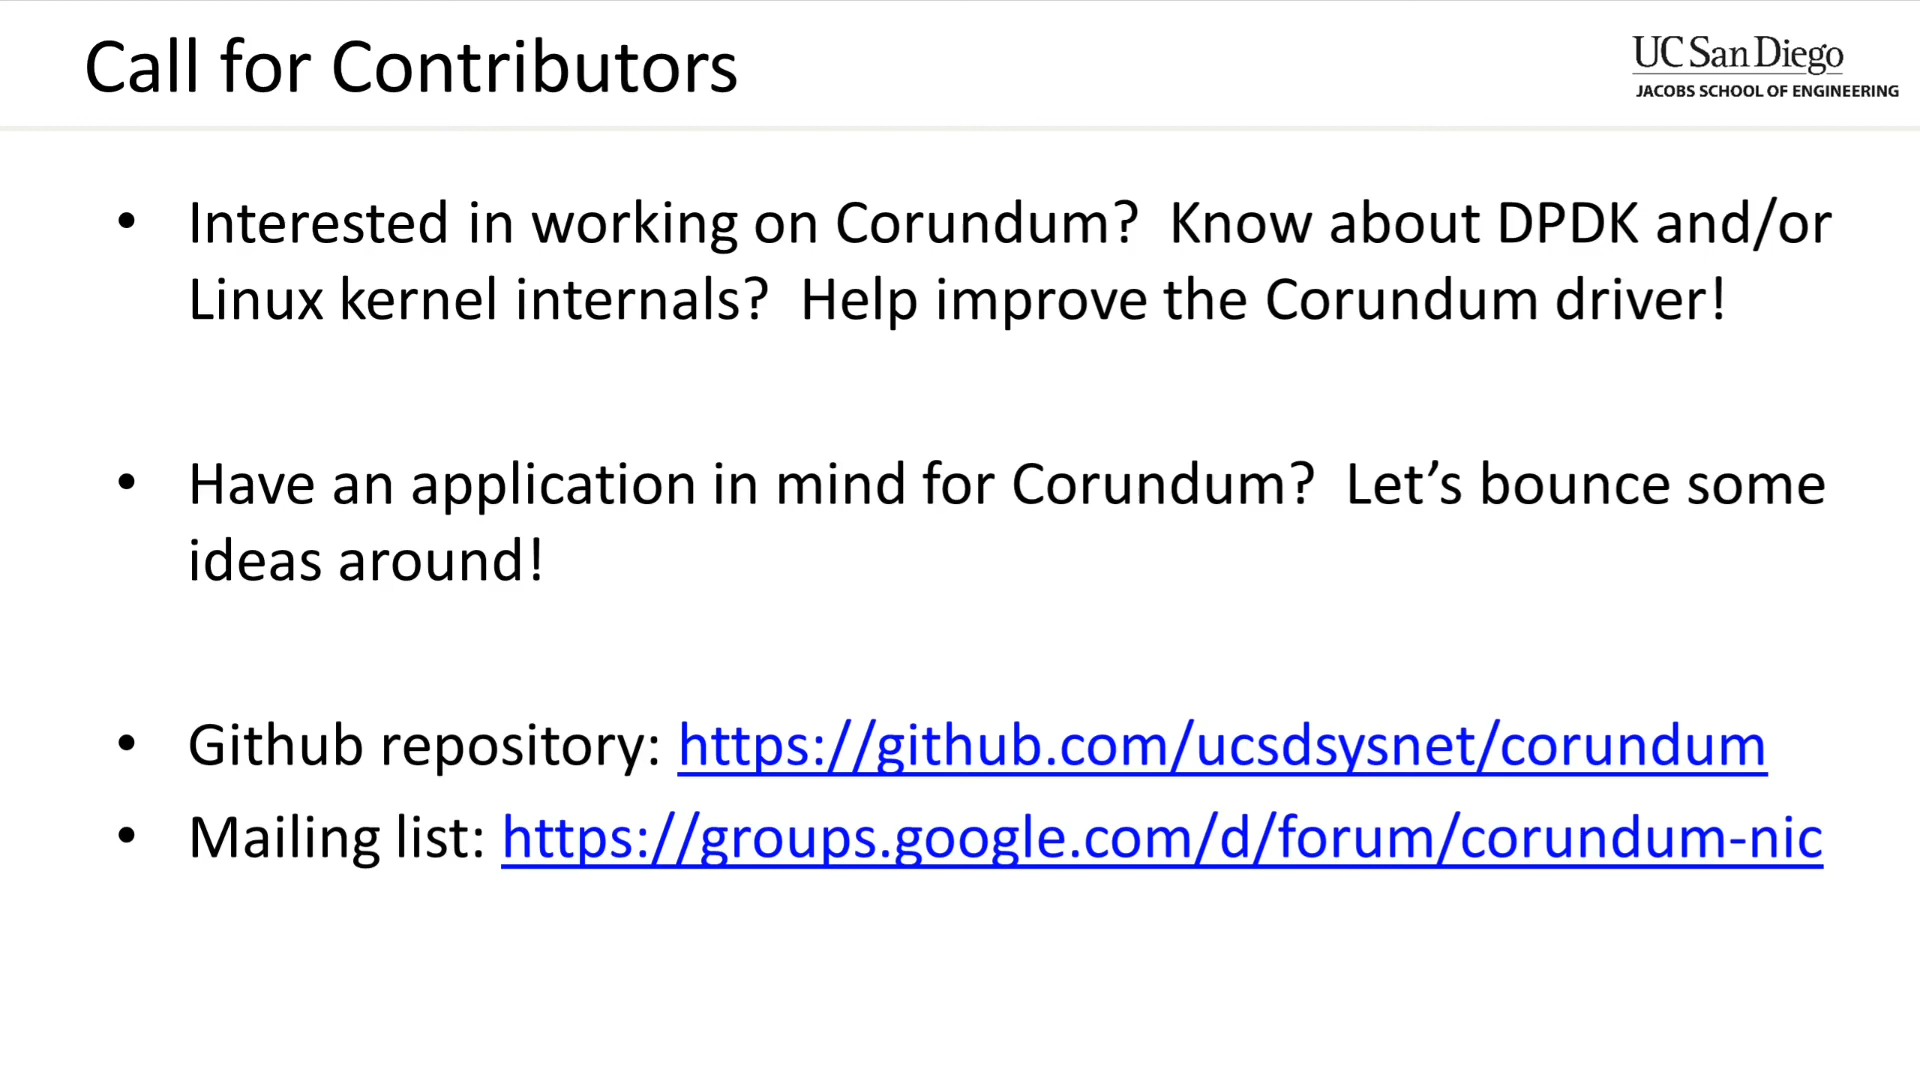 Call for Contributors
UC San Diego
JACOBS SCHOOL OF ENGINEERING
• Interested in working on Corundum?  Know about DPDK and/or
Linux kernel internals?  Help improve the Corundum driver!
• Have an application in mind for Corundum?  Let’s bounce some
ideas around!
• Github repository: https://github.com/ucsdsysnet/corundum
• Mailing list: https://groups.google.com/d/forum/corundum-nic